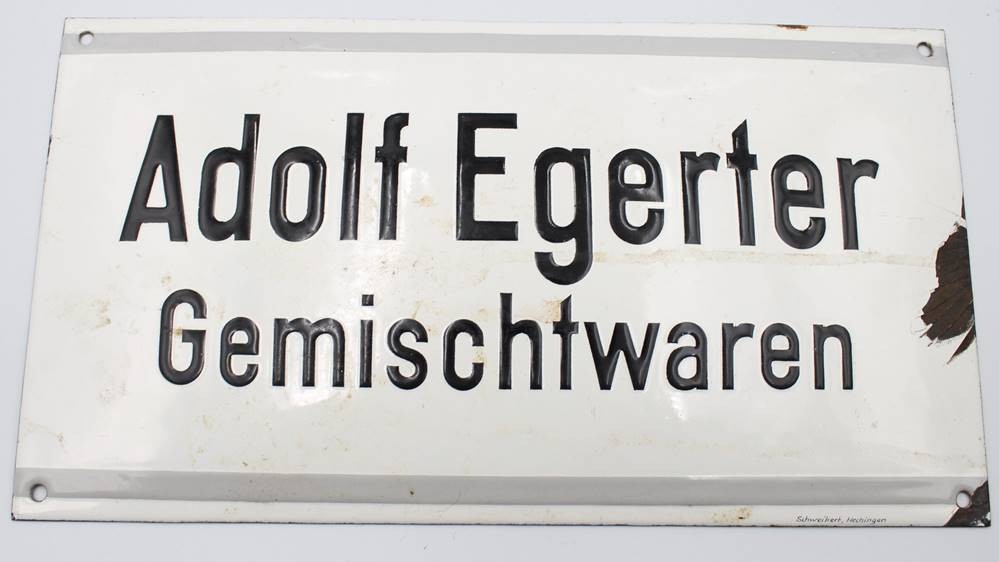 Adolf Egerter
Gemischtwaren
Schweikert, Hechingen